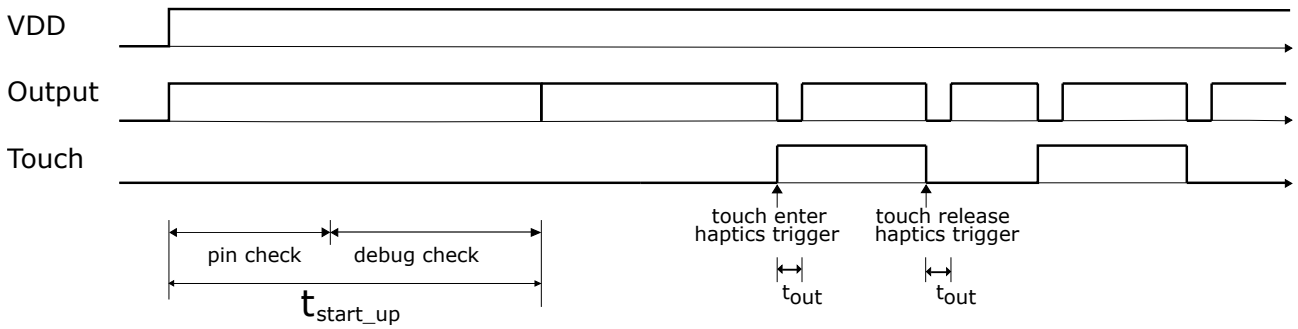 VDD
Output
Touch
touch enter
haptics trigger
touch release
haptics trigger
pin check
debug check
tstart_up
tout
tout